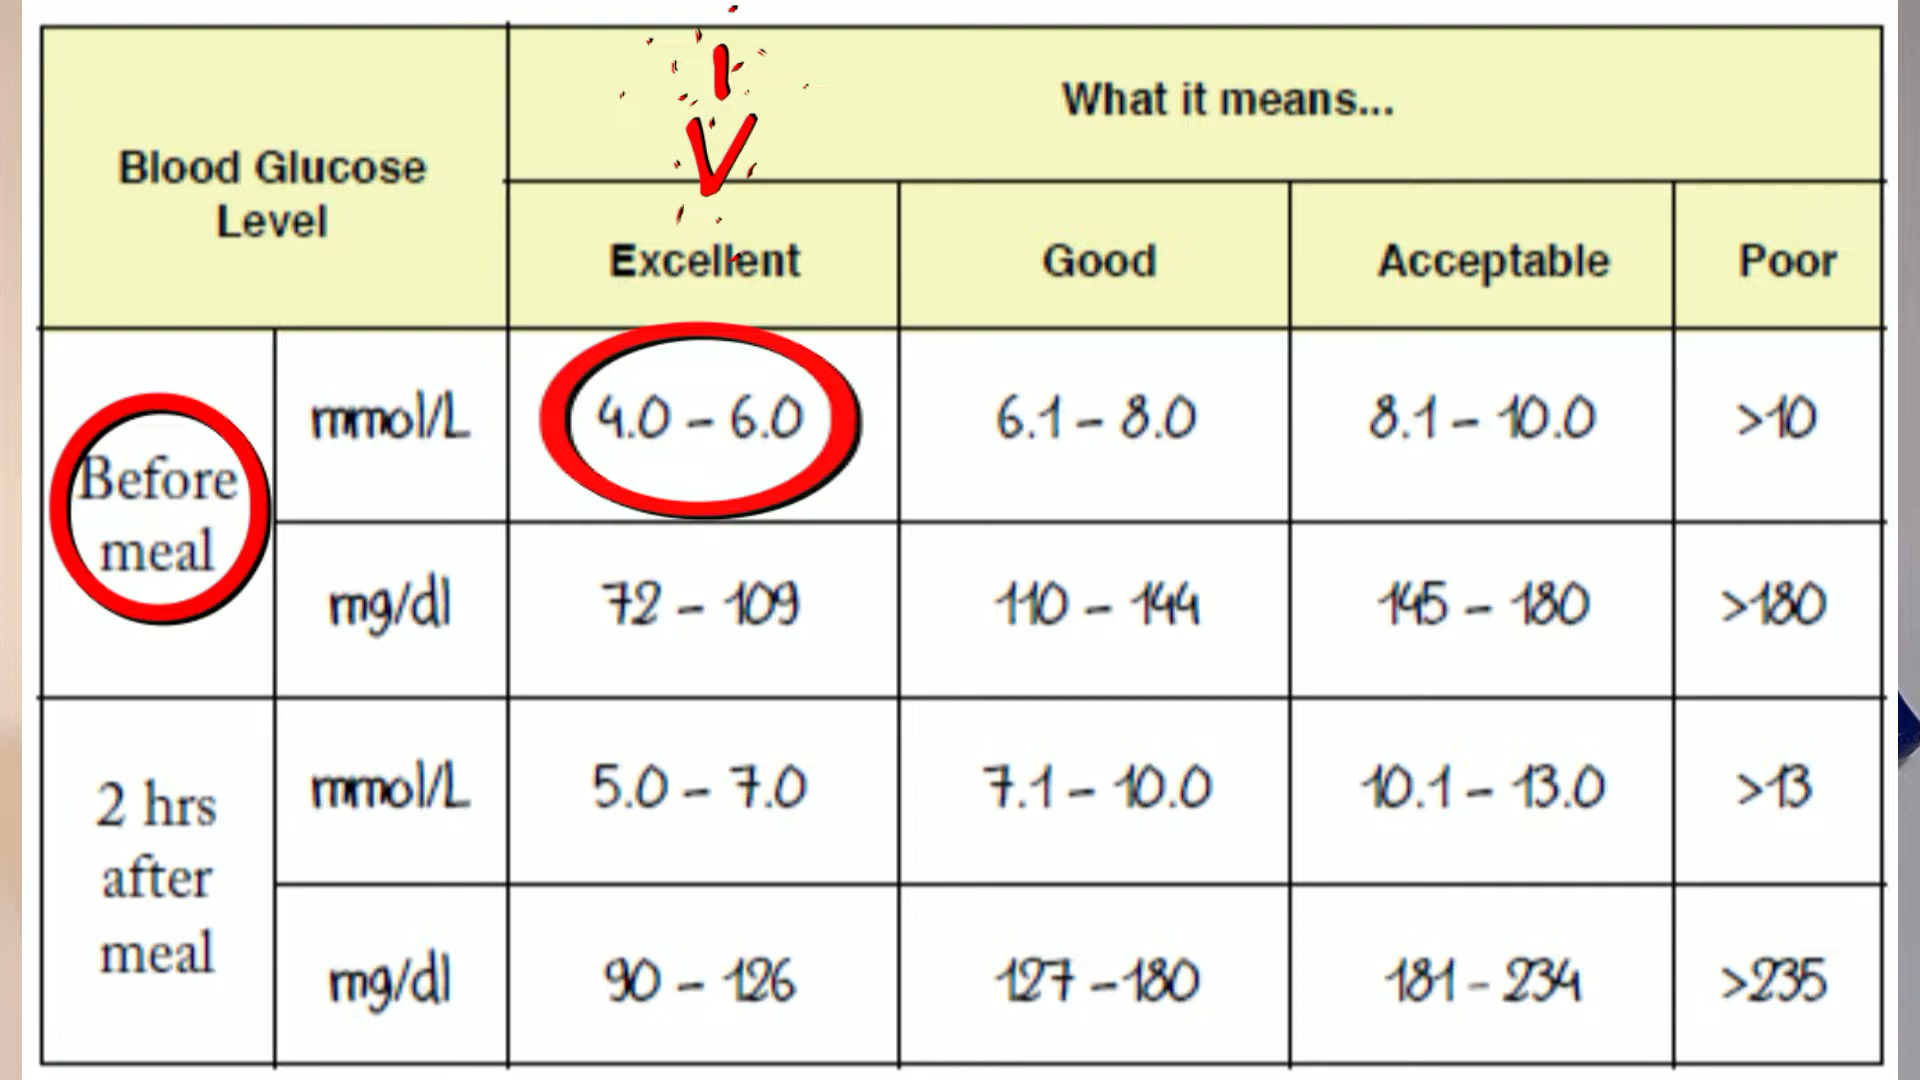 What it means...
Blood Glucose
Level
Excellent Good Acceptable Poor
Before
meal
mmol/L 4.0 – 6.0 6.1 – 8.0 8.1 – 10.0 >10
mg/dl 72 – 109 110 – 144 145 – 180 >180
2 hrs
after
meal
mmol/L 5.0 – 7.0 7.1 – 10.0 10.1 – 13.0 >13
mg/dl 90 – 126 127 – 180 181 – 234 >235